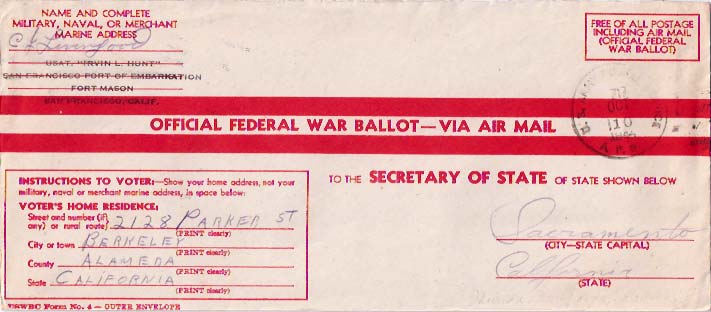 NAME AND COMPLETE
MILITARY, NAVAL, OR MERCHANT
MARINE ADDRESS
USAT. "IRVIN L. HUNT"
SAN FRANCISCO PORT OF EMBARKATION
FORT MASON
SAN FRANCISCO, CALIF.
FREE OF ALL POSTAGE
INCLUDING AIR MAIL
(OFFICIAL FEDERAL
WAR BALLOT)
OCT
10
OFFICIAL FEDERAL WAR BALLOT—VIA AIR MAIL
INSTRUCTIONS TO VOTER:—Show your home address, not your
military, naval or merchant marine address, in space below:
VOTER'S HOME RESIDENCE:
Street and number (if any) or rural route} 2128 PARKER ST
(PRINT clearly)
City or town BERKELEY
(PRINT clearly)
County ALAMEDA
(PRINT clearly)
State CALIFORNIA
(PRINT clearly)
USWBC Form No. 4—OUTER ENVELOPE
TO THE SECRETARY OF STATE OF STATE SHOWN BELOW
Sacramento
(CITY—STATE CAPITAL)
California
(STATE)